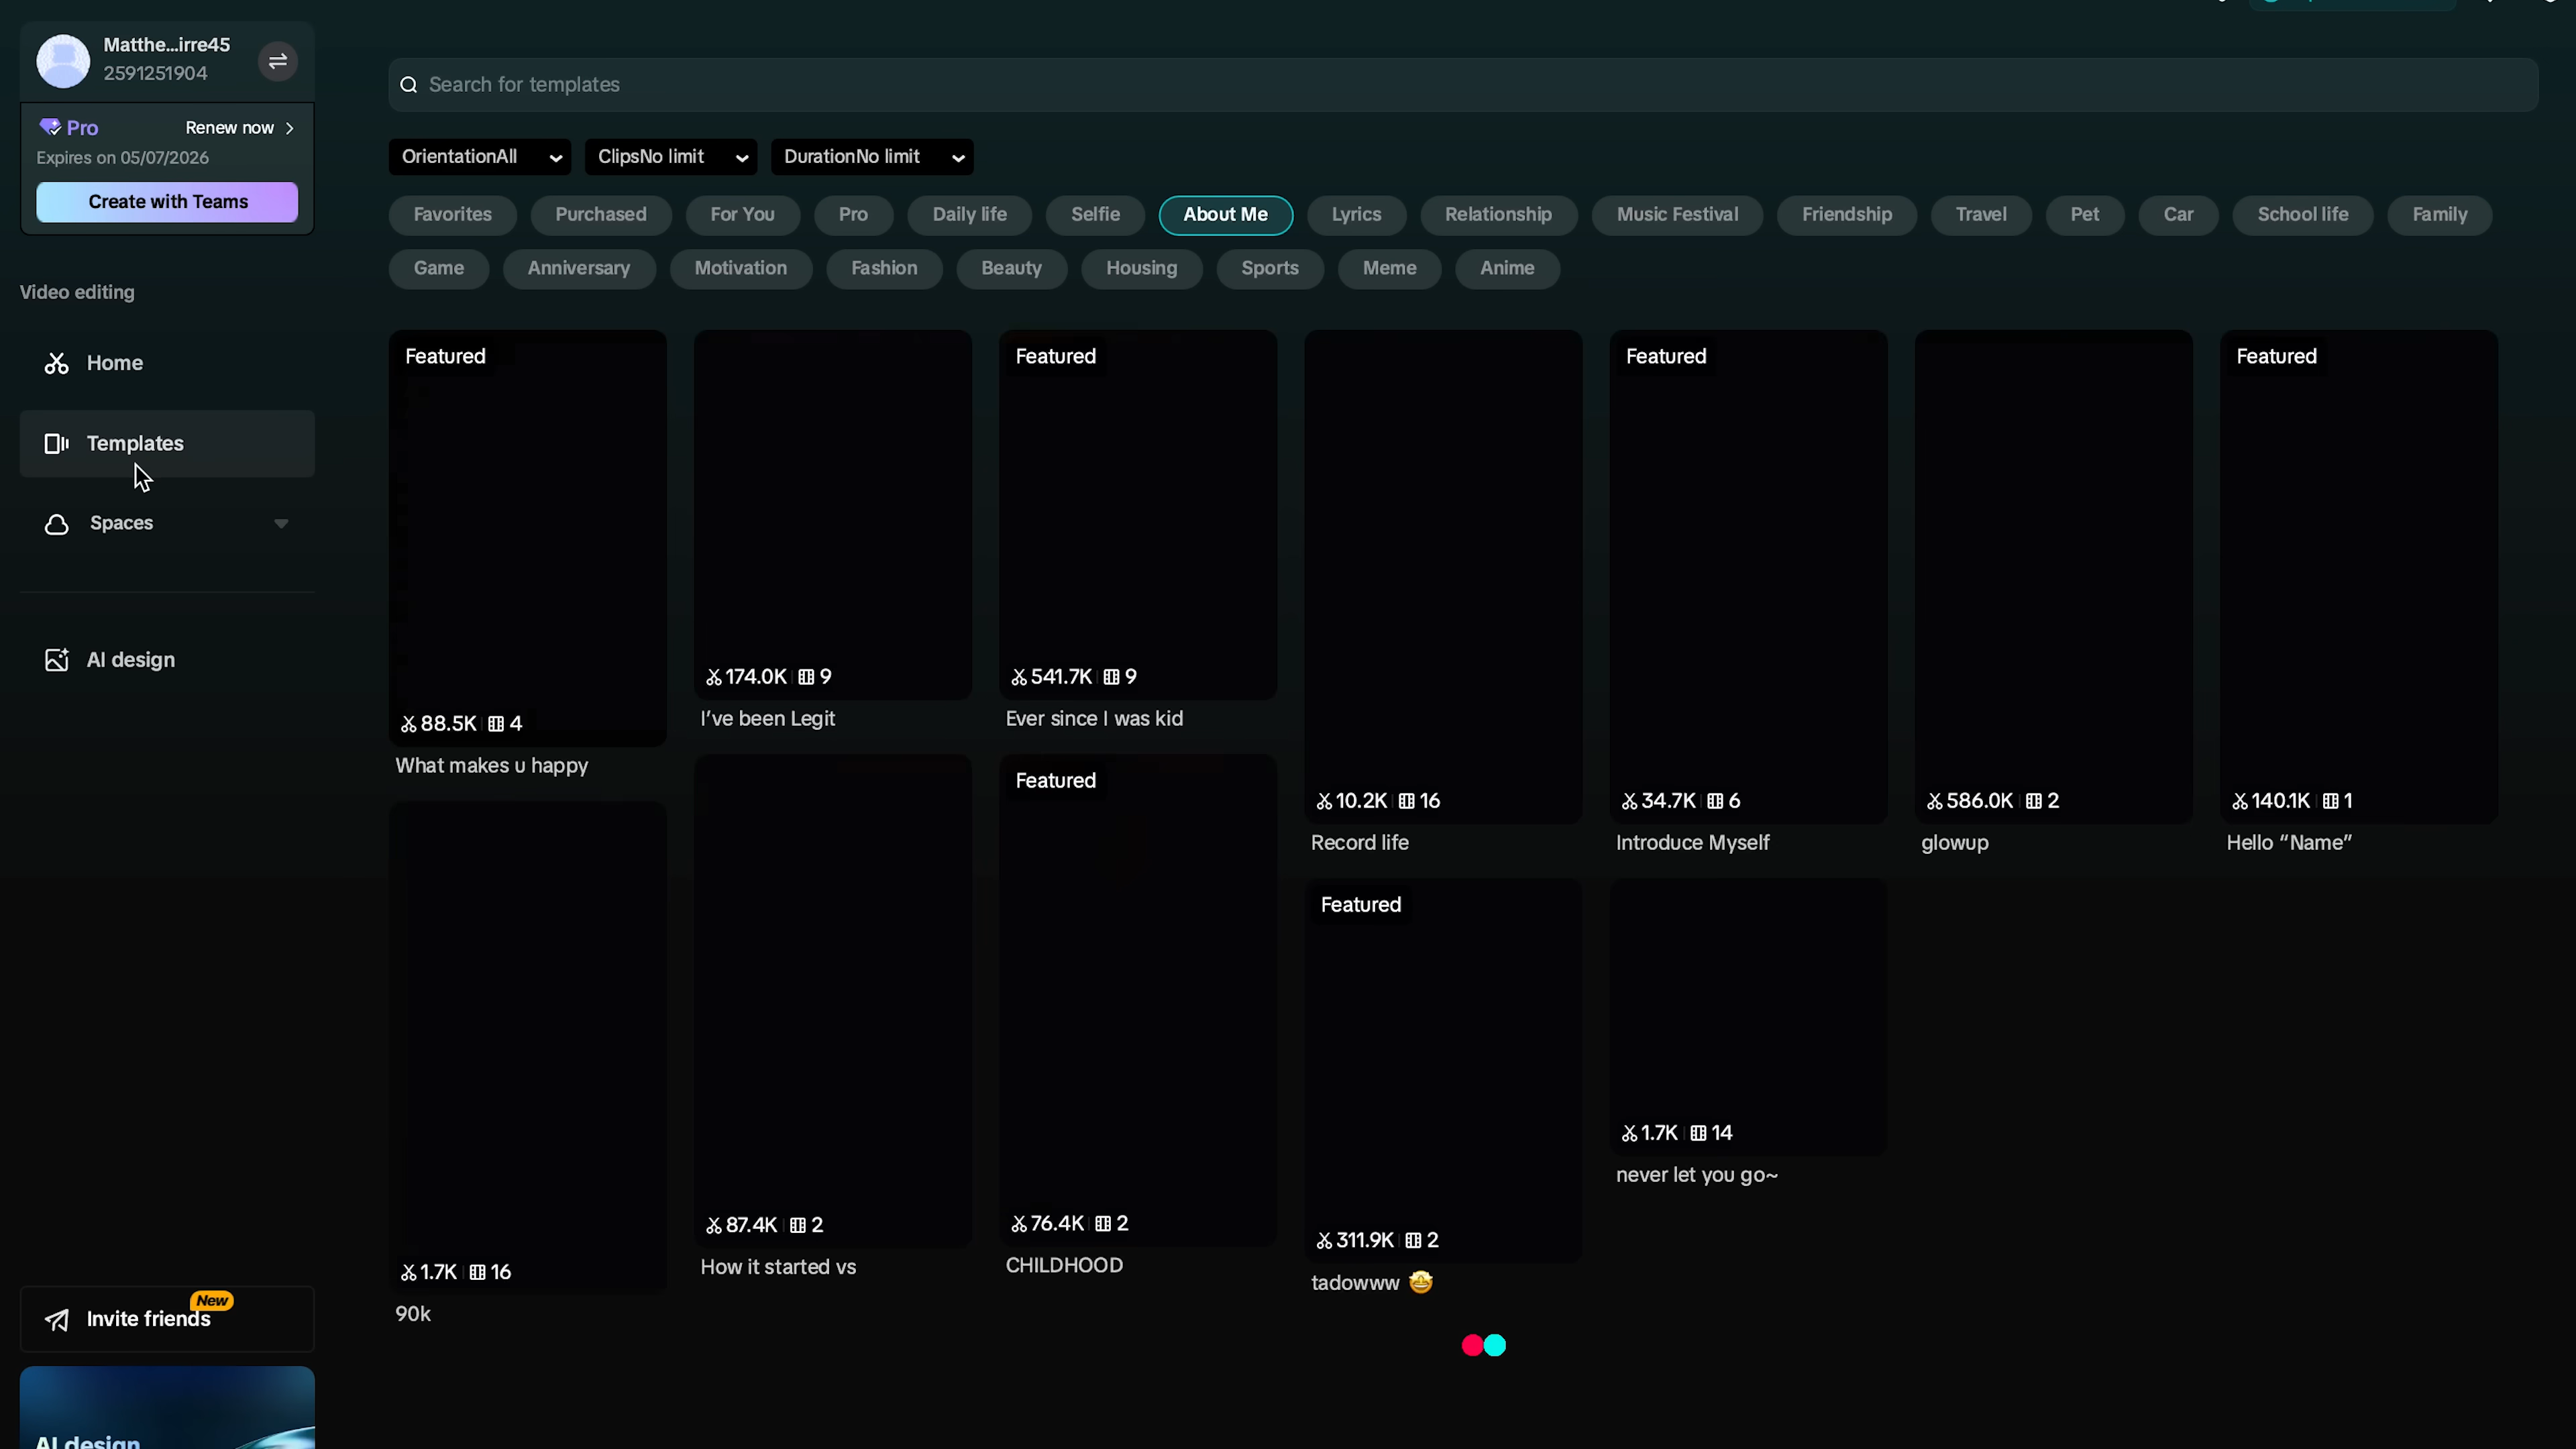 Matthe...irre45
2591251904
Pro
Renew now
Expires on 05/07/2026
Create with Teams
Video editing
Home
Templates
Spaces
AI design
Invite friends
New
AI design
Search for templates
OrientationAll
ClipsNo limit
DurationNo limit
Favorites Purchased For You Pro Daily life Selfie About Me Lyrics Relationship Music Festival Friendship Travel Pet Car School life Family
Game Anniversary Motivation Fashion Beauty Housing Sports Meme Anime
Featured
88.5K 4
What makes u happy
174.0K 9
I’ve been Legit
Featured
541.7K 9
Ever since I was kid
10.2K 16
Record life
Featured
34.7K 6
Introduce Myself
586.0K 2
glowup
Featured
140.1K 1
Hello “Name”
1.7K 16
90k
87.4K 2
How it started vs
Featured
76.4K 2
CHILDHOOD
Featured
311.9K 2
tadowww 🤩
1.7K 14
never let you go~